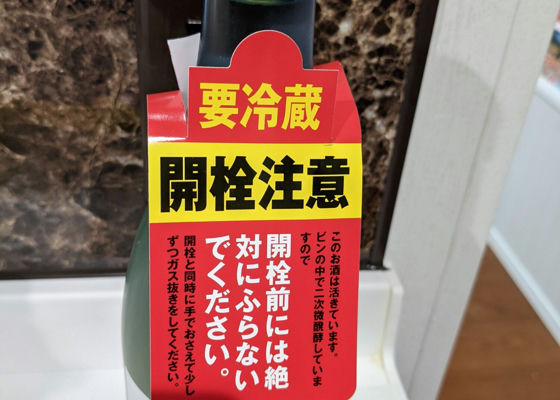 要冷蔵
開栓注意
このお酒は活きています。
ビンの中で二次微醗酵していま
すので
開栓前には絶
対にふらない
でください。
開栓と同時に手でおさえて少し
ずつガス抜きをしてください。